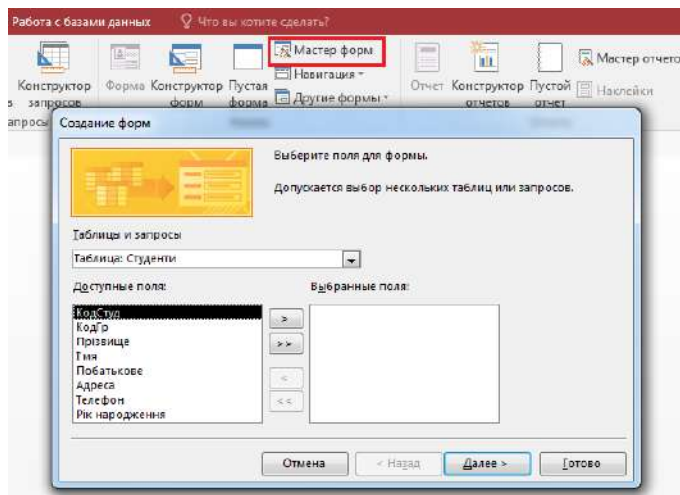 Работа с базами данных Что вы хотите сделать?
Мастер форм
Мастер отчето
Навигация
Конструктор Форма Конструктор Пустая Отчет Конструктор Пустой Наклейки
запросов форм форма Другие формы отчетов отчет
Создание форм
Выберите поля для формы.
Допускается выбор нескольких таблиц или запросов.
Таблицы и запросы
Таблица: Студенти
Доступные поля: Выбранные поля:
КодСтуд
КодГр
Прізвище
Імя
Побатькове
Адреса
Телефон
Рік народження
>
>>
<
<<
Отмена < Назад Далее > Готово